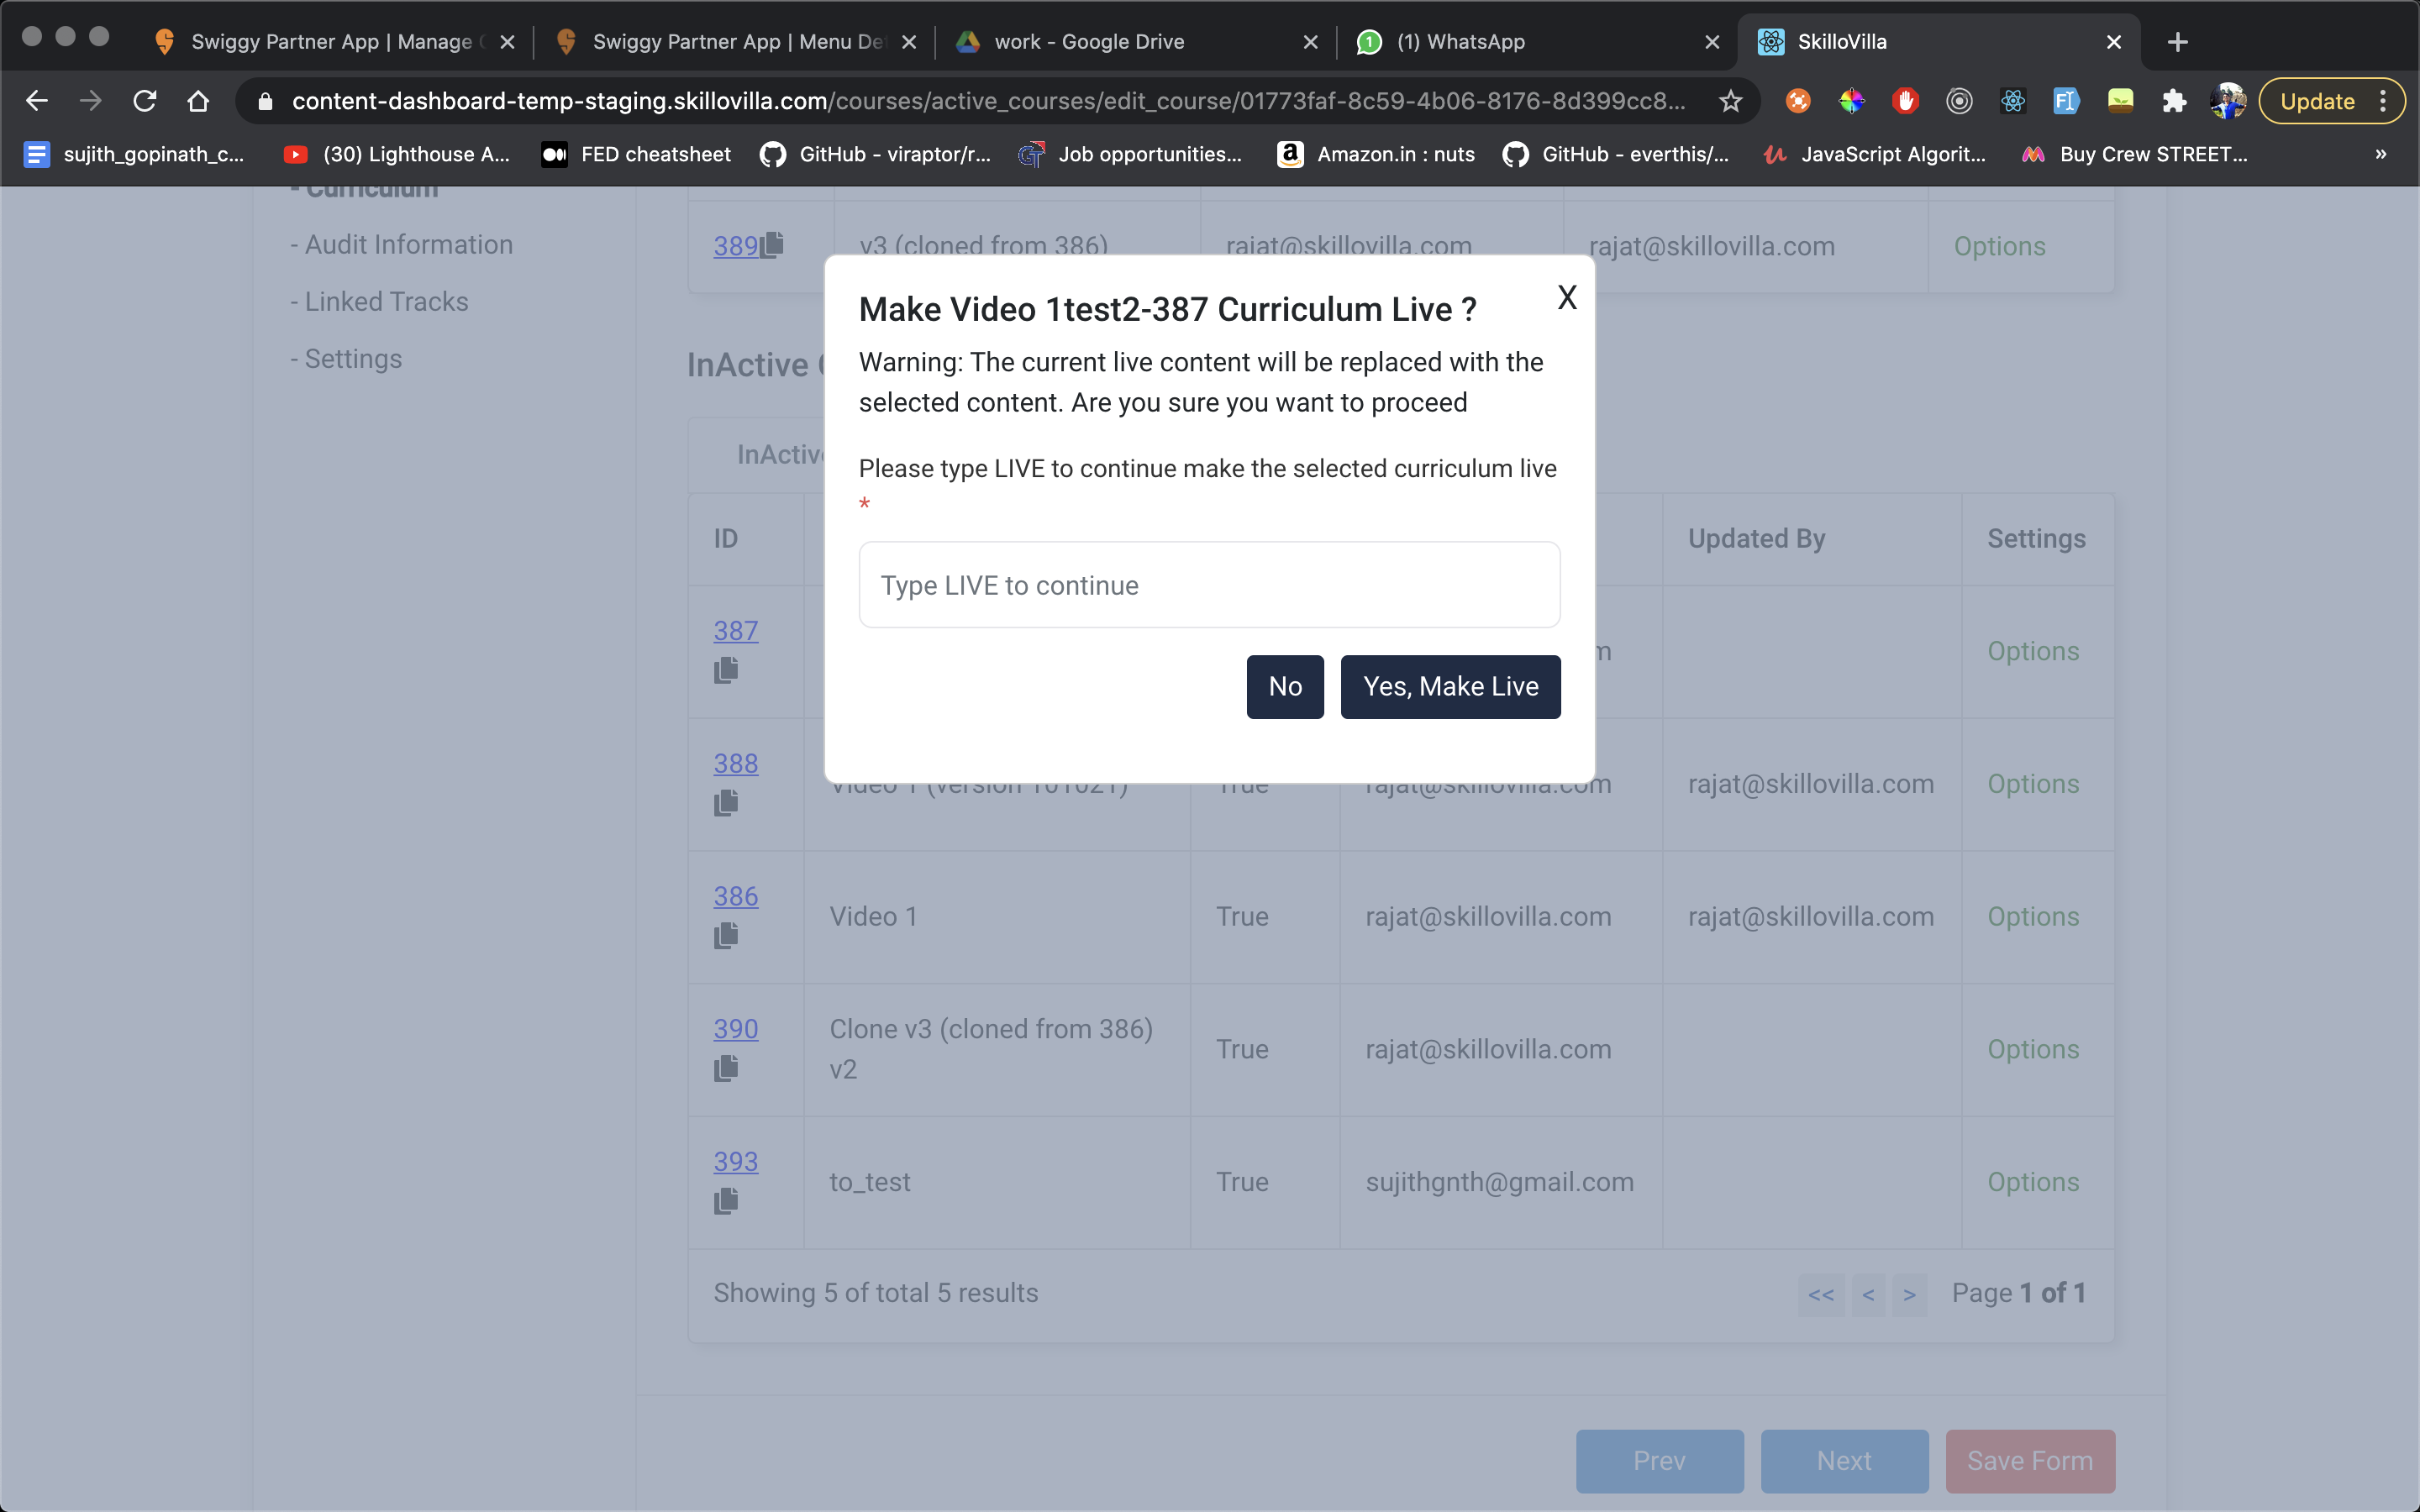 Swiggy Partner App | Manage
Swiggy Partner App | Menu De
work - Google Drive
(1) WhatsApp
SkilloVilla
content-dashboard-temp-staging.skillovilla.com/courses/active_courses/edit_course/01773faf-8c59-4b06-8176-8d399cc8...
Update
sujith_gopinath_c...
(30) Lighthouse A...
FED cheatsheet
GitHub - viraptor/r...
Job opportunities...
Amazon.in : nuts
GitHub - everthis/...
JavaScript Algorit...
Buy Crew STREET...
»
- Curriculum
- Audit Information
- Linked Tracks
- Settings
389 v3 (cloned from 386) rajat@skillovilla.com rajat@skillovilla.com Options
InActive
InActive
Make Video 1test2-387 Curriculum Live ?
X
Warning: The current live content will be replaced with the
selected content. Are you sure you want to proceed
Please type LIVE to continue make the selected curriculum live
*
Type LIVE to continue
No
Yes, Make Live
ID Updated By Settings
387 Options
388 Video 1 (version 101021) True rajat@skillovilla.com rajat@skillovilla.com Options
386 Video 1 True rajat@skillovilla.com rajat@skillovilla.com Options
390 Clone v3 (cloned from 386)
v2 True rajat@skillovilla.com Options
393 to_test True sujithgnth@gmail.com Options
Showing 5 of total 5 results
<< < > Page 1 of 1
Prev
Next
Save Form